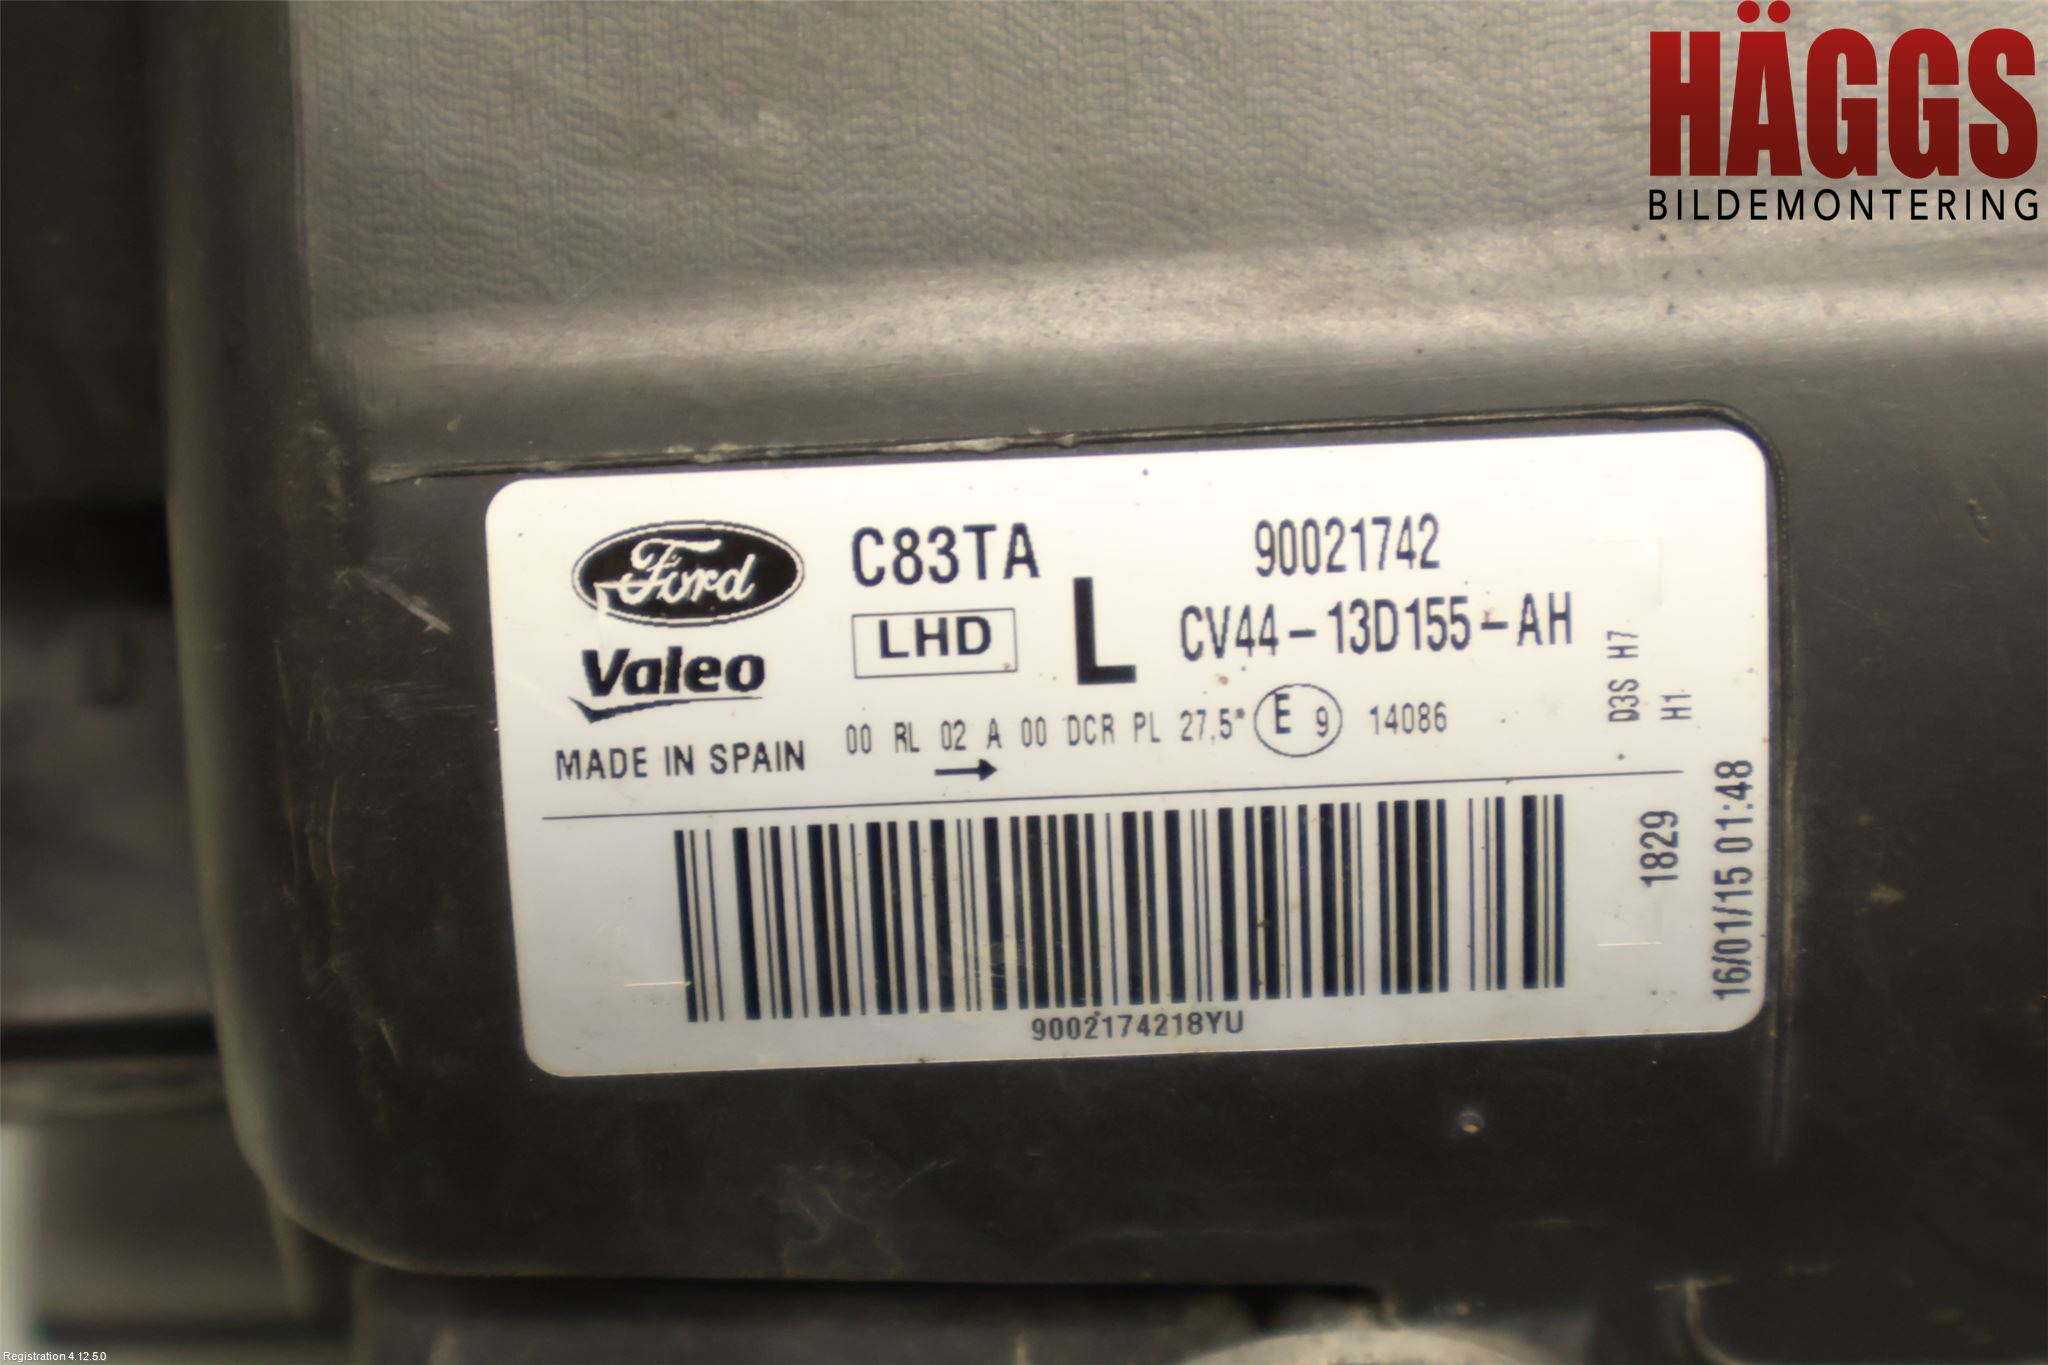 HÄGGS
BILDEMONTERING
Ford
Valeo
MADE IN SPAIN
C83TA
LHD
L
90021742
CV44-13D155-AH
00 RL 02 A 00 DCR PL 27,5° E 9 14086
→
D3S H7
H1
1829
16/01/15 01:48
9002174218YU
Registration 4.12.5.0